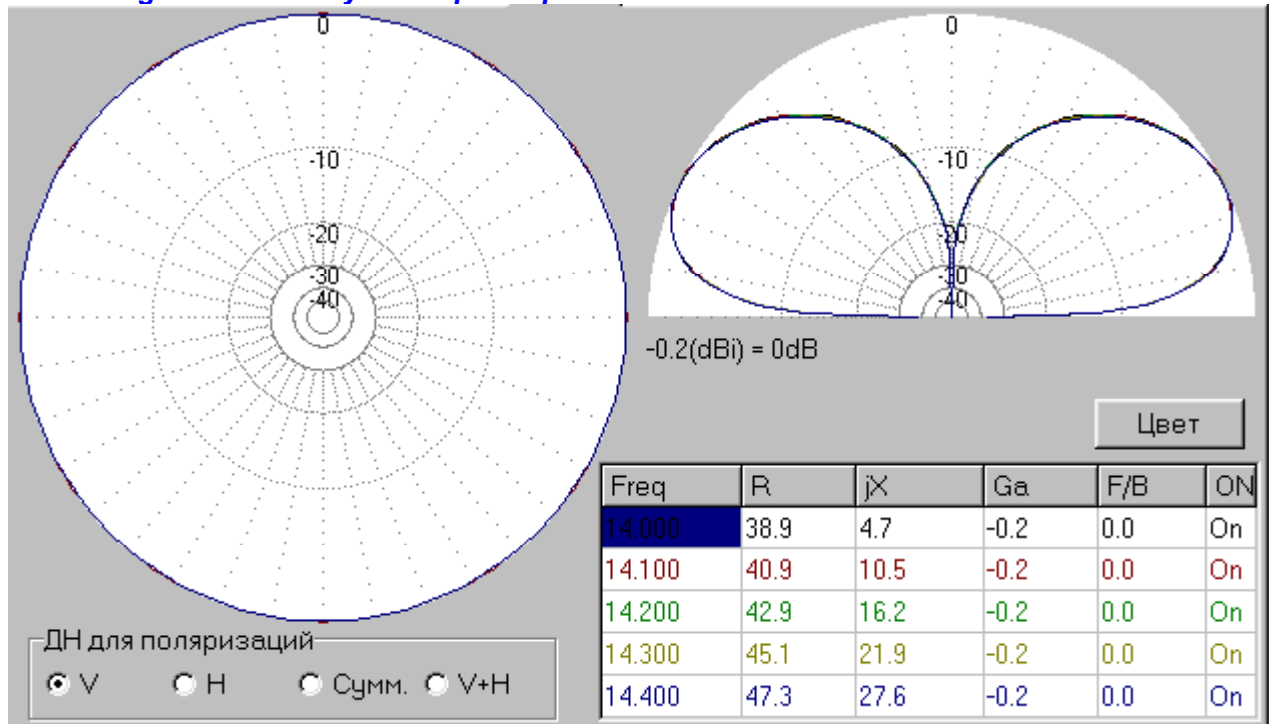 0
-10
-20
-30
-40
0
-10
-20
-30
-40
-0.2(dBi) = 0dB
Цвет
Freq R jX Ga F/B ON
14.000 38.9 4.7 -0.2 0.0 On
14.100 40.9 10.5 -0.2 0.0 On
14.200 42.9 16.2 -0.2 0.0 On
14.300 45.1 21.9 -0.2 0.0 On
14.400 47.3 27.6 -0.2 0.0 On
ДН для поляризаций
V H Сумм. V+H